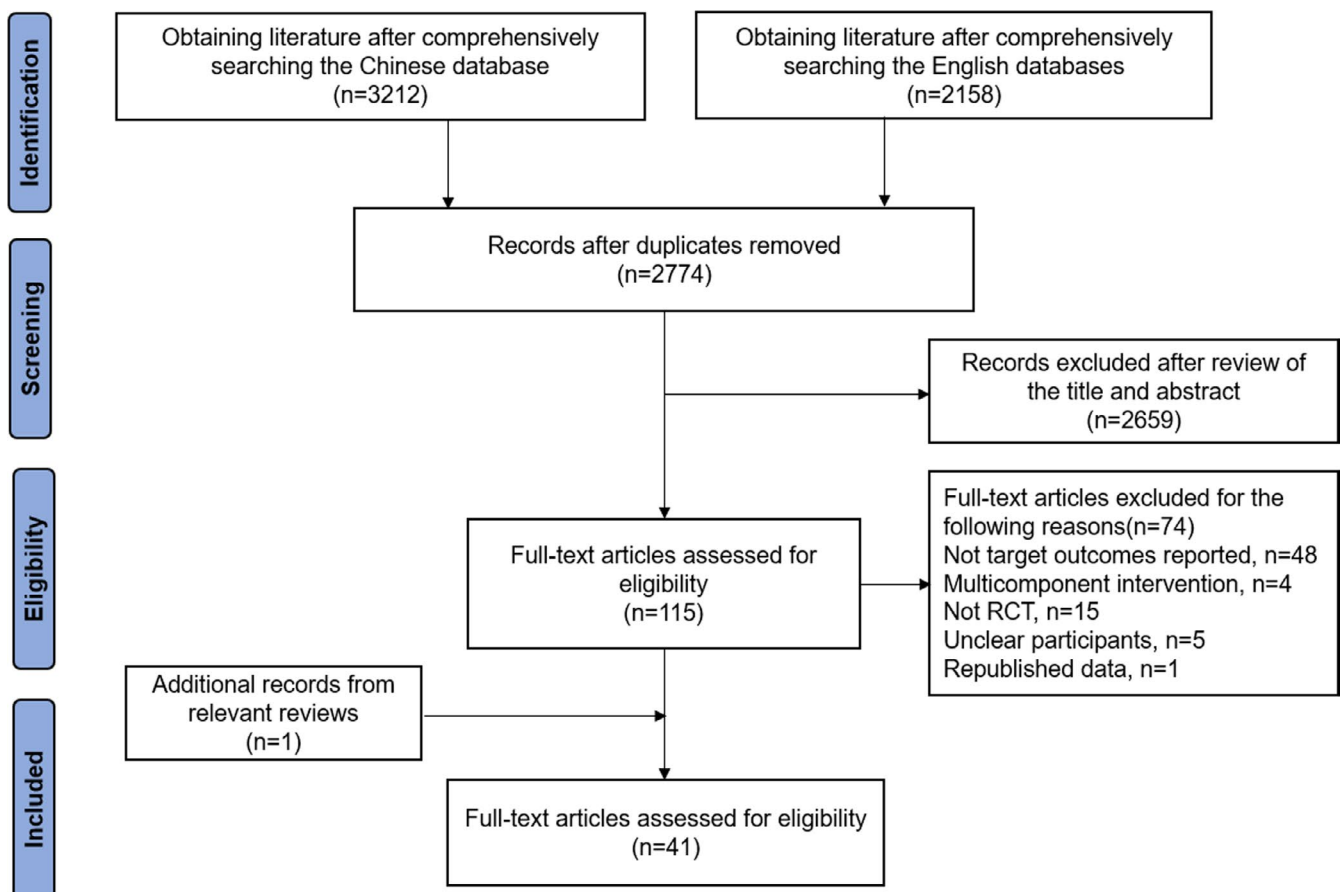 Identification
Obtaining literature after comprehensively
searching the Chinese database
(n=3212)
Obtaining literature after comprehensively
searching the English databases
(n=2158)
Screening
Records after duplicates removed
(n=2774)
Records excluded after review of
the title and abstract
(n=2659)
Eligibility
Full-text articles assessed for
eligibility
(n=115)
Full-text articles excluded for the
following reasons(n=74)
Not target outcomes reported, n=48
Multicomponent intervention, n=4
Not RCT, n=15
Unclear participants, n=5
Republished data, n=1
Additional records from
relevant reviews
(n=1)
Included
Full-text articles assessed for eligibility
(n=41)